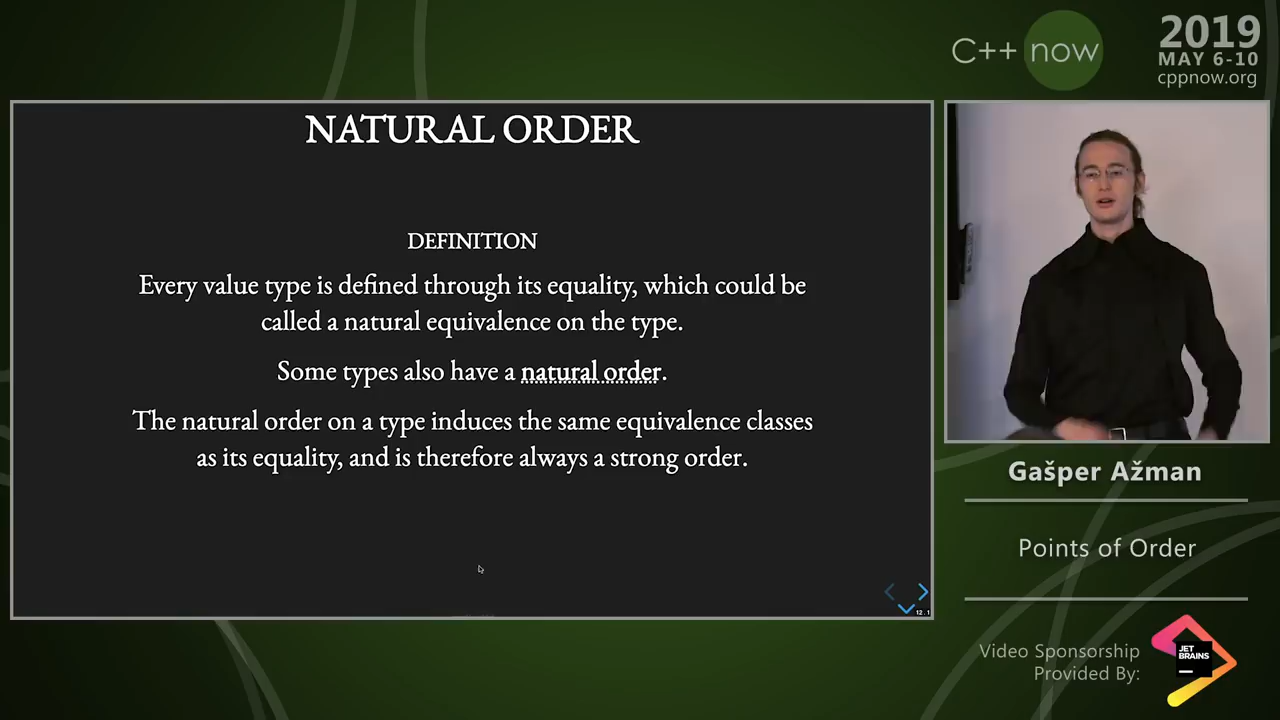 C++ now
2019
MAY 6-10
cppnow.org
NATURAL ORDER
DEFINITION
Every value type is defined through its equality, which could be
called a natural equivalence on the type.
Some types also have a natural order.
The natural order on a type induces the same equivalence classes
as its equality, and is therefore always a strong order.
12.1
Gašper Ažman
Points of Order
Video Sponsorship
Provided By:
JET
BRAINS